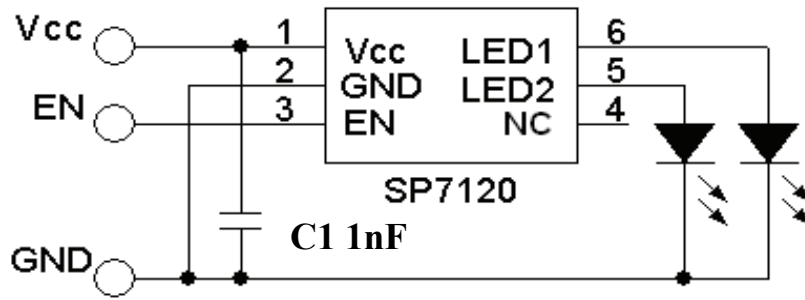 Vcc 1 Vcc LED1 6
2 GND LED2 5
EN 3 EN NC 4
SP7120
C1 1nF
GND